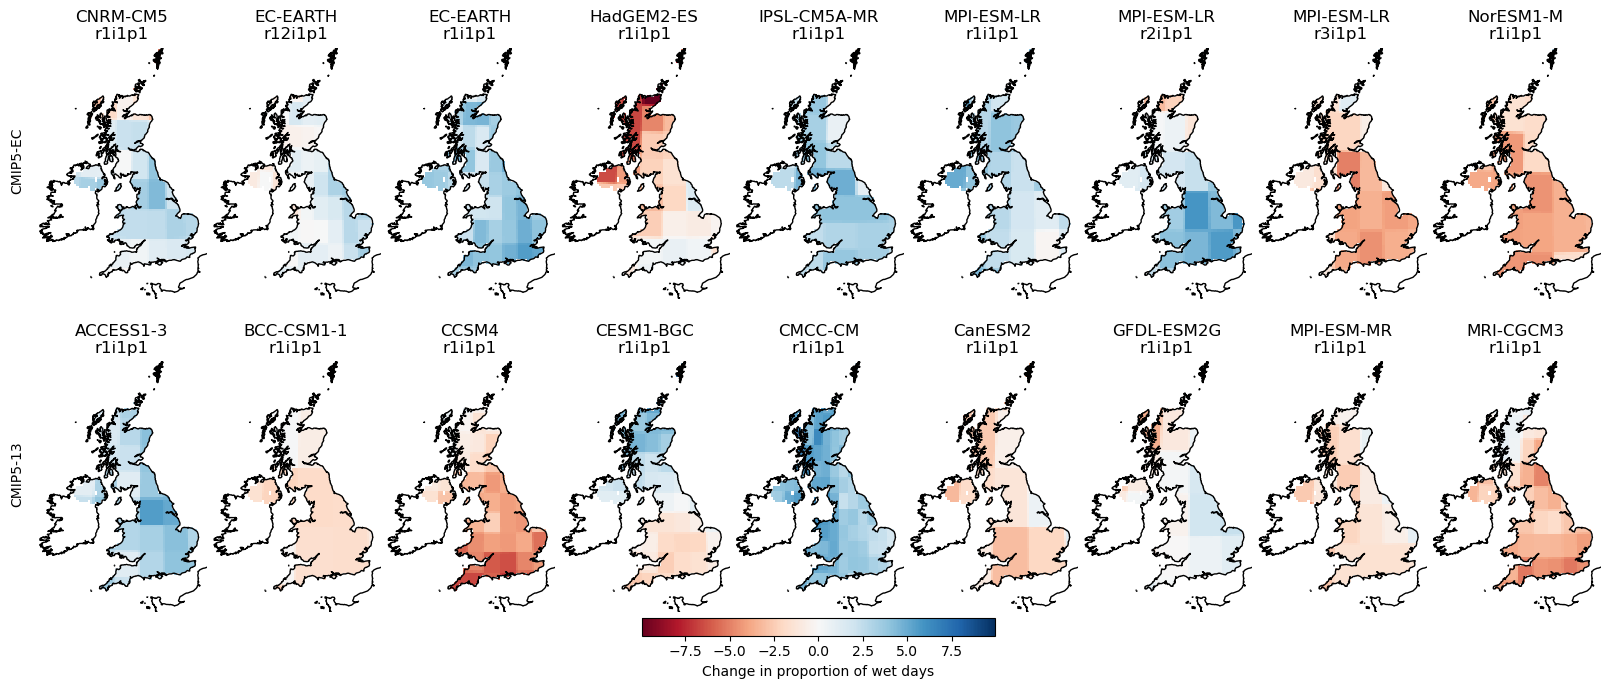 CNRM-CM5 EC-EARTH EC-EARTH HadGEM2-ES IPSL-CM5A-MR MPI-ESM-LR MPI-ESM-LR MPI-ESM-LR NorESM1-M
r1i1p1 r12i1p1 r1i1p1 r1i1p1 r1i1p1 r1i1p1 r2i1p1 r3i1p1 r1i1p1
CMIP5-EC
ACCESS1-3 BCC-CSM1-1 CCSM4 CESM1-BGC CMCC-CM CanESM2 GFDL-ESM2G MPI-ESM-MR MRI-CGCM3
r1i1p1 r1i1p1 r1i1p1 r1i1p1 r1i1p1 r1i1p1 r1i1p1 r1i1p1 r1i1p1
CMIP5-13
−7.5 −5.0 −2.5 0.0 2.5 5.0 7.5
Change in proportion of wet days